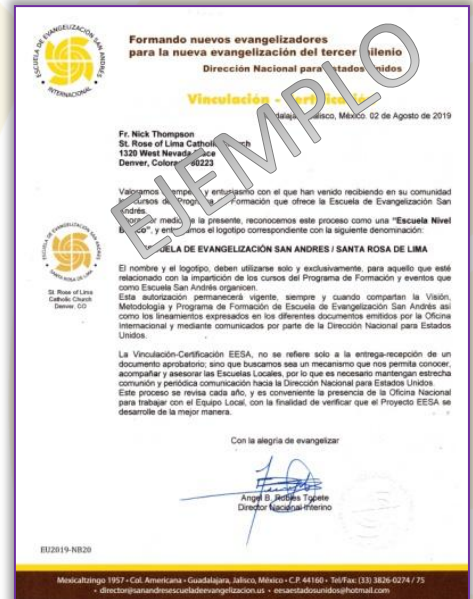 ESCUELA DE EVANGELIZACIÓN SAN ANDRÉS
INTERNACIONAL
Formando nuevos evangelizadores
para la nueva evangelización del tercer milenio
Dirección Nacional para Estados Unidos
Vinculación - Certificación
Jalisco, México. 02 de Agosto de 2019
Fr. Nick Thompson
St. Rose of Lima Catholic Church
1320 West Nevada Place
Denver, Colorado 80223
EJEMPLO
Valoramos y entusiasmo con el que han venido recibiendo en su comunidad
los cursos de Programa de Formación que ofrece la Escuela de Evangelización San
Andrés.
medio de la presente, reconocemos este proceso como una "Escuela Nivel
y el logotipo correspondiente con la siguiente denominación:
ESCUELA DE EVANGELIZACIÓN SAN ANDRES / SANTA ROSA DE LIMA
St. Rose of Lima
Catholic Church
Denver, CO
El nombre y el logotipo, deben utilizarse solo y exclusivamente, para aquello que esté
relacionado con la impartición de los cursos del Programa de Formación y eventos que
como Escuela San Andrés organicen.
Esta autorización permanecerá vigente, siempre y cuando compartan la Visión,
Metodología y Programa de Formación de Escuela de Evangelización San Andrés así
como los lineamientos expresados en los diferentes documentos emitidos por la Oficina
Internacional y mediante comunicados por parte de la Dirección Nacional para Estados
Unidos.
La Vinculación-Certificación EESA, no se refiere solo a la entrega-recepción de un
documento aprobatorio; sino que buscamos sea un mecanismo que nos permita conocer,
acompañar y asesorar las Escuelas Locales, por lo que es necesario mantengan estrecha
comunión y periódica comunicación hacia la Dirección Nacional para Estados Unidos.
Este proceso se revisa cada año, y es conveniente la presencia de la Oficina Nacional
para trabajar con el Equipo Local, con la finalidad de verificar que el Proyecto EESA se
desarrolle de la mejor manera.
Con la alegría de evangelizar
Angel B. Robles Topete
Director Nacional Interino
EU2019-NB20
Mexicaltzingo 1957 • Col. Americana • Guadalajara, Jalisco, México • C.P. 44160 • Tel/Fax: (33) 3826-0274 / 75
• director@sanandresescueladeevangelizacion.us • eesaestadosunidos@hotmail.com